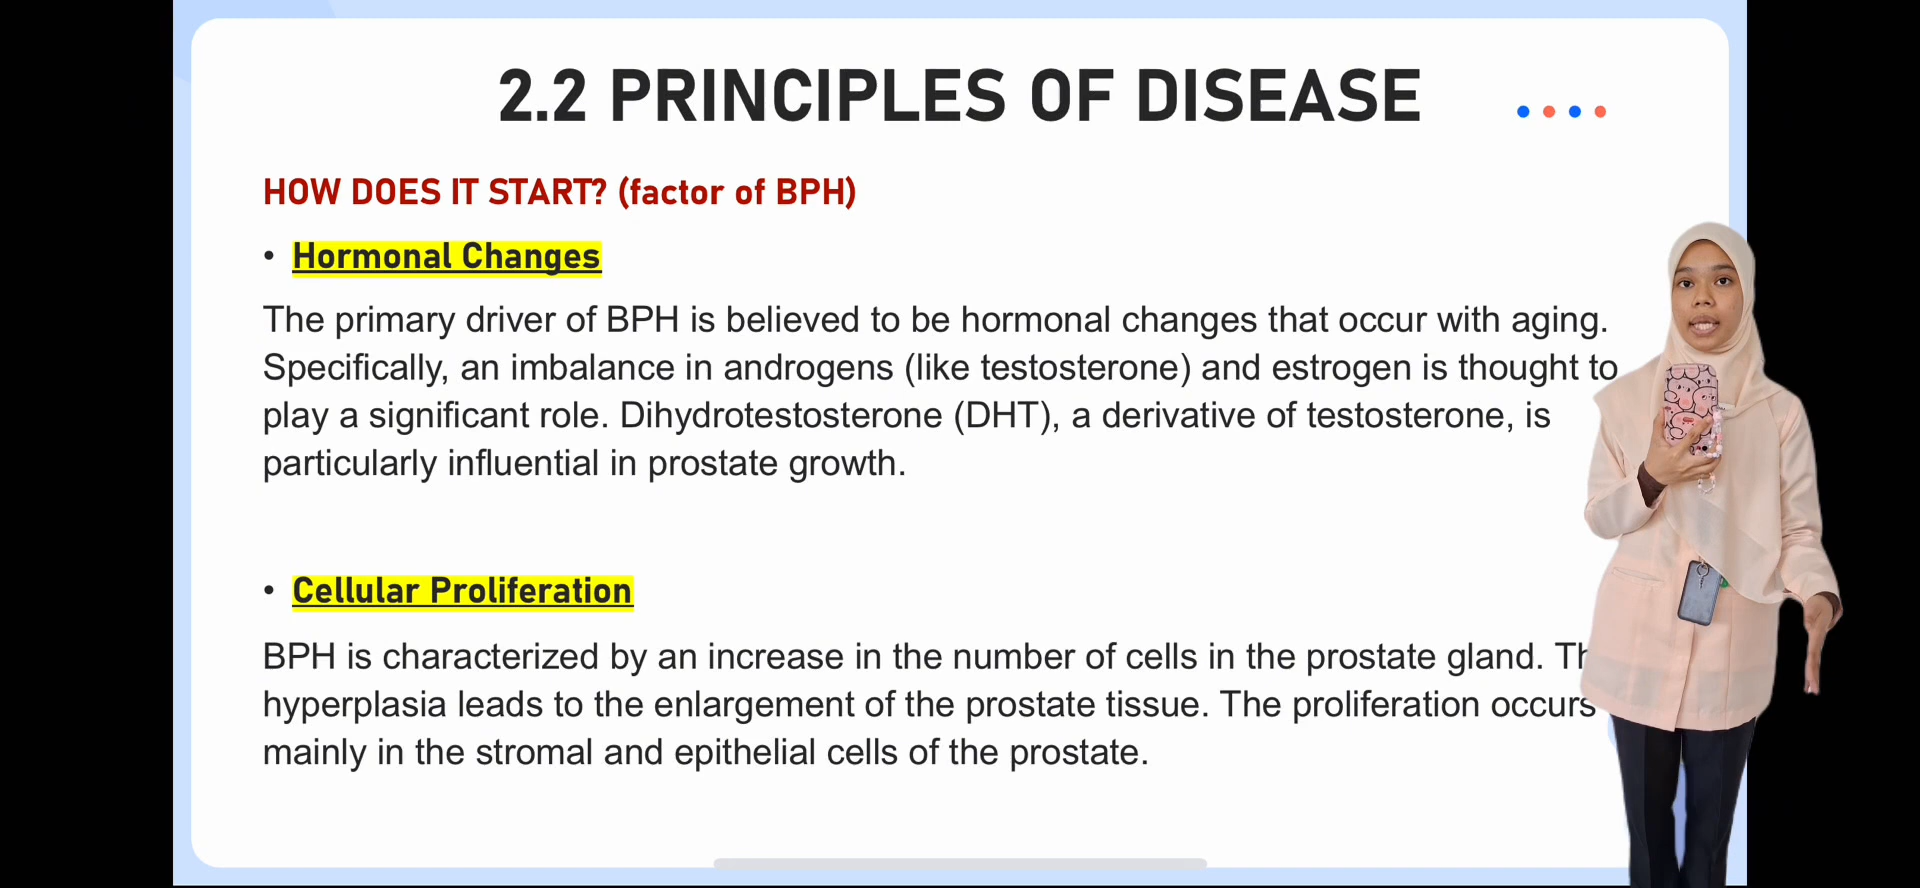 2.2 PRINCIPLES OF DISEASE
HOW DOES IT START? (factor of BPH)
• Hormonal Changes
The primary driver of BPH is believed to be hormonal changes that occur with aging.
Specifically, an imbalance in androgens (like testosterone) and estrogen is thought to
play a significant role. Dihydrotestosterone (DHT), a derivative of testosterone, is
particularly influential in prostate growth.
• Cellular Proliferation
BPH is characterized by an increase in the number of cells in the prostate gland.
hyperplasia leads to the enlargement of the prostate tissue. The proliferation occurs
mainly in the stromal and epithelial cells of the prostate.